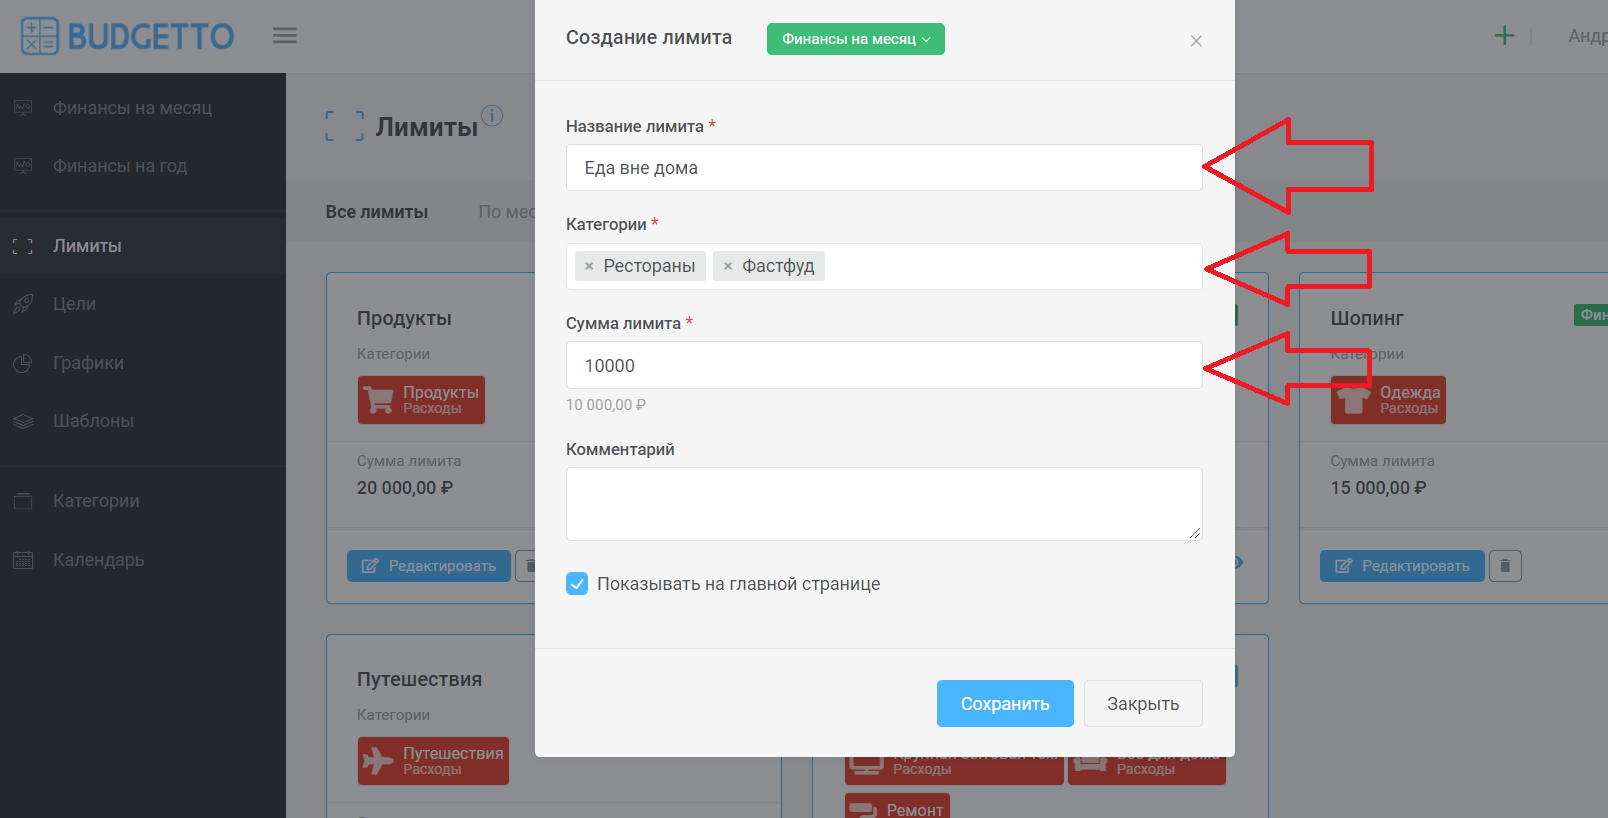 BUDGETTO
Финансы на месяц
Финансы на год
Лимиты
Цели
Графики
Шаблоны
Категории
Календарь
Лимиты
Все лимиты
По мес
Продукты
Категории
Продукты
Расходы
Сумма лимита
20 000,00 ₽
Редактировать
Путешествия
Категории
Путешествия
Расходы
Создание лимита
Финансы на месяц
Название лимита *
Еда вне дома
Категории *
× Рестораны × Фастфуд
Сумма лимита *
10000
10 000,00 ₽
Комментарий
Показывать на главной странице
Сохранить
Закрыть
Расходы
Расходы
Ремонт
Андр
Шопинг
Фин
Категории
Одежда
Расходы
Сумма лимита
15 000,00 ₽
Редактировать